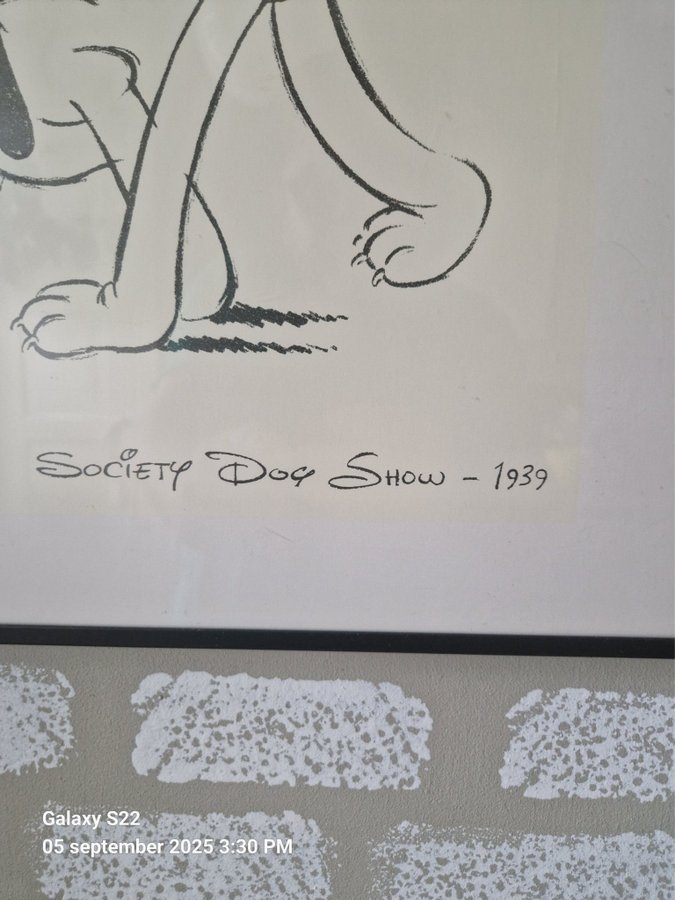 Society Dog Show - 1939
Galaxy S22
05 september 2025 3:30 PM